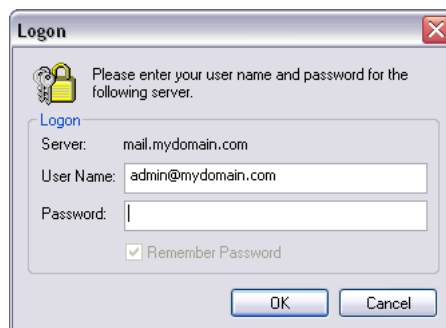 Logon
Please enter your user name and password for the
following server.
Logon
Server: mail.mydomain.com
User Name: admin@mydomain.com
Password:
Remember Password
OK Cancel